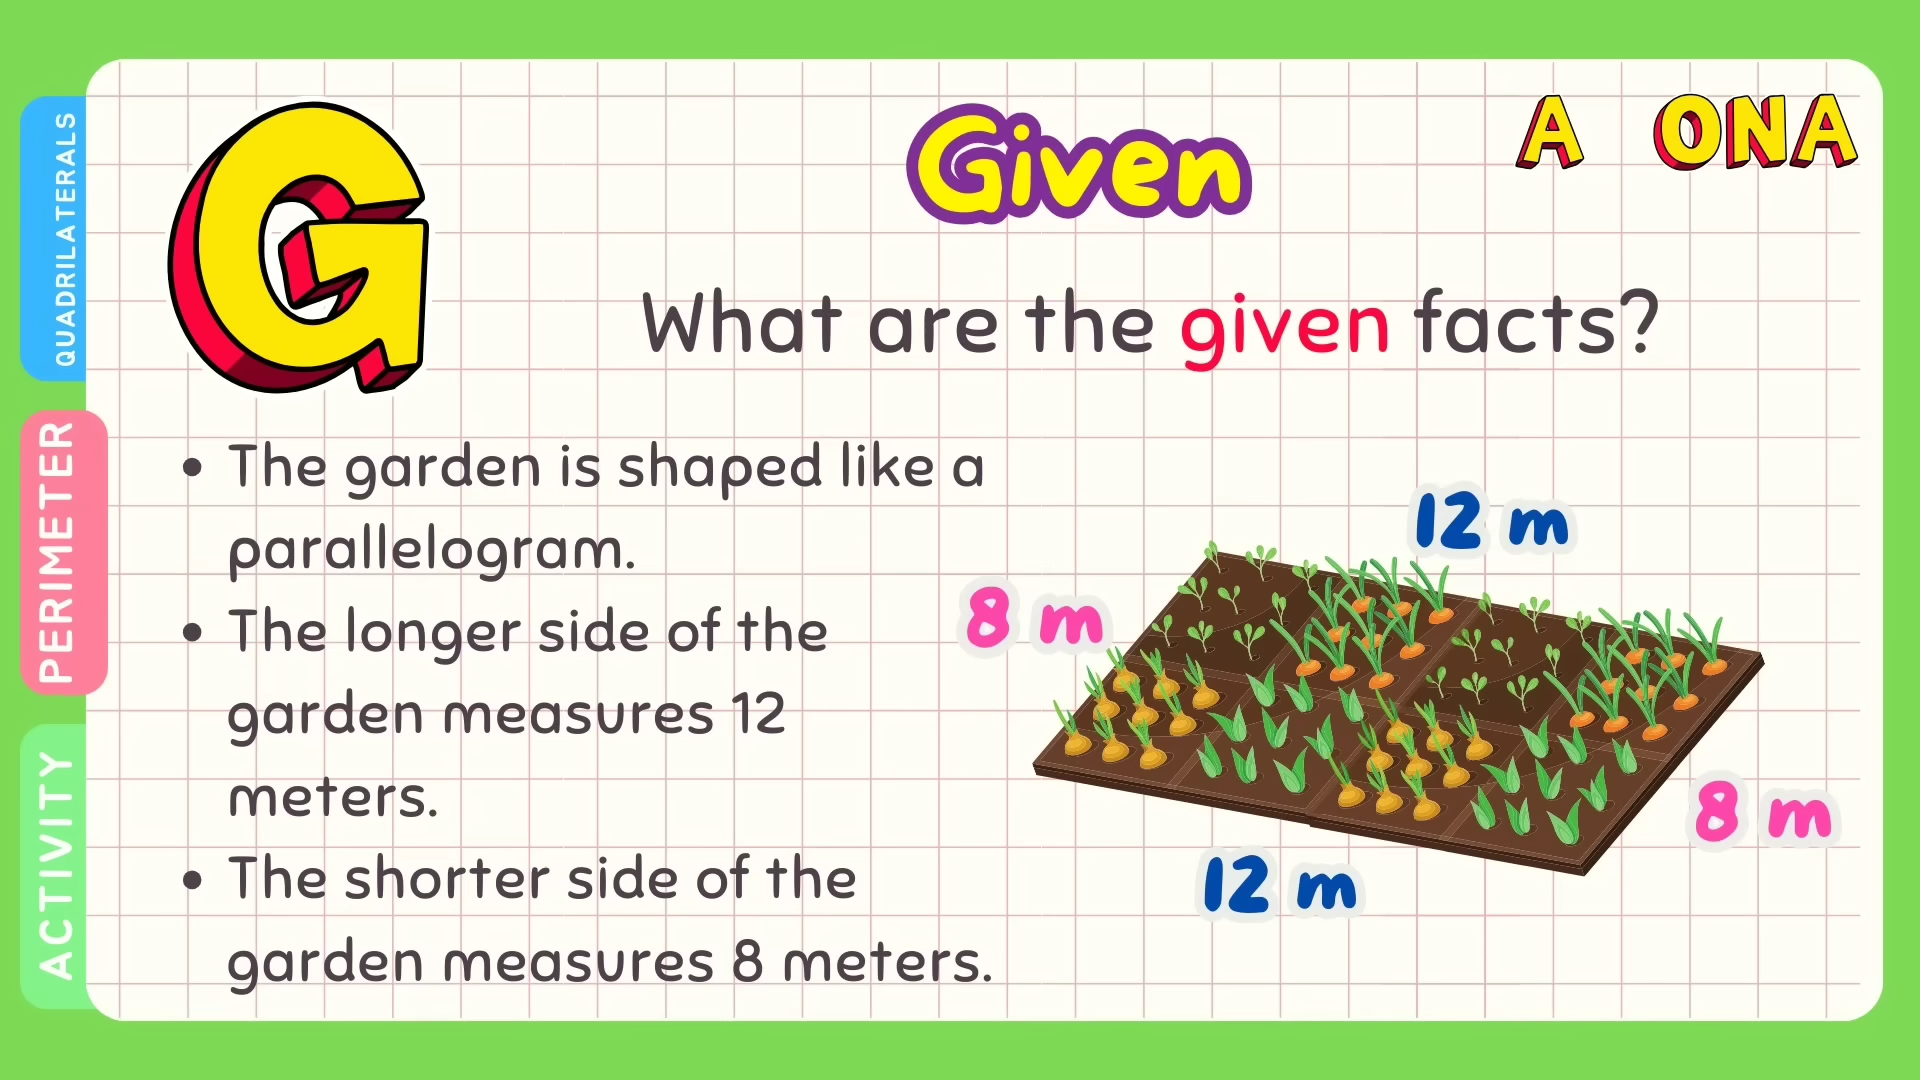 QUADRILATERALS
PERIMETER
ACTIVITY
G
Given
A ONA
What are the given facts?
• The garden is shaped like a
parallelogram.
• The longer side of the
garden measures 12
meters.
• The shorter side of the
garden measures 8 meters.
12 m
8 m
8 m
12 m